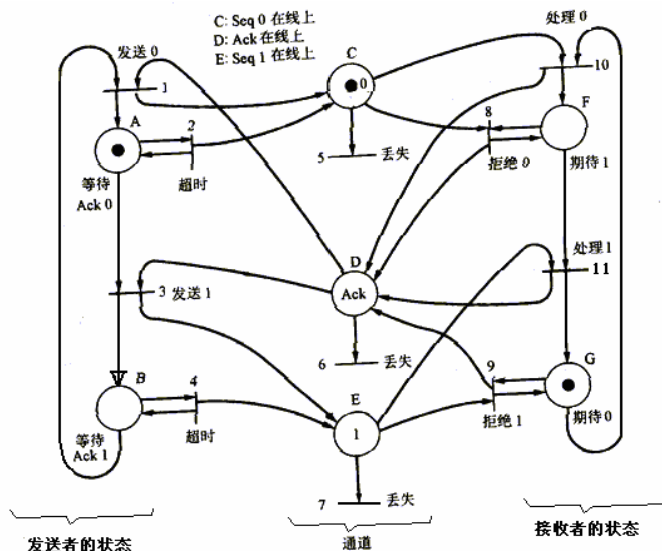 C: Seq 0 在线上
D: Ack 在线上
E: Seq 1 在线上
发送 0
1
C
0
处理 0
10
A
2
超时
等待
Ack 0
5
丢失
8
拒绝 0
F
期待 1
D
Ack
3 发送 1
处理 1
11
6
丢失
B
4
超时
等待
Ack 1
E
1
9
拒绝 1
G
期待 0
7
丢失
发送者的状态
通道
接收者的状态